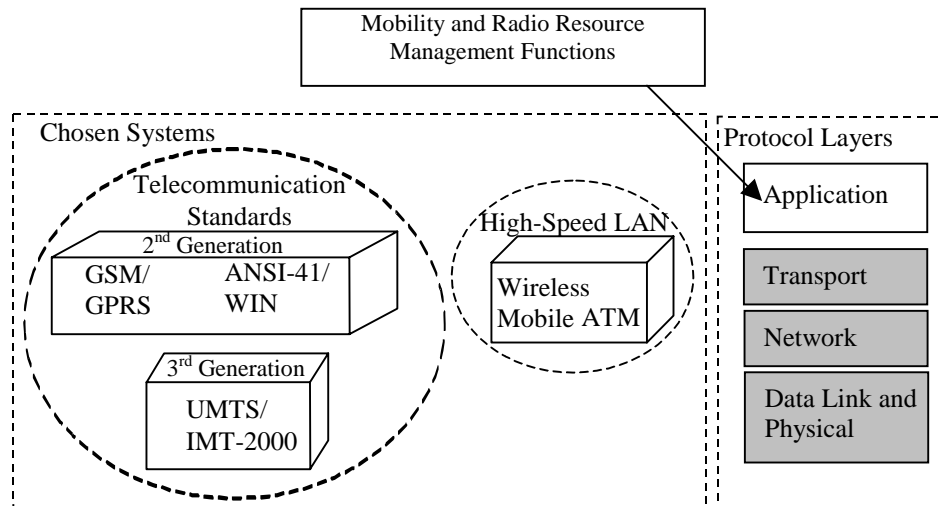 Mobility and Radio Resource
Management Functions
Chosen Systems
Telecommunication
Standards
2nd Generation
GSM/
GPRS
ANSI-41/
WIN
3rd Generation
UMTS/
IMT-2000
High-Speed LAN
Wireless
Mobile ATM
Protocol Layers
Application
Transport
Network
Data Link and
Physical